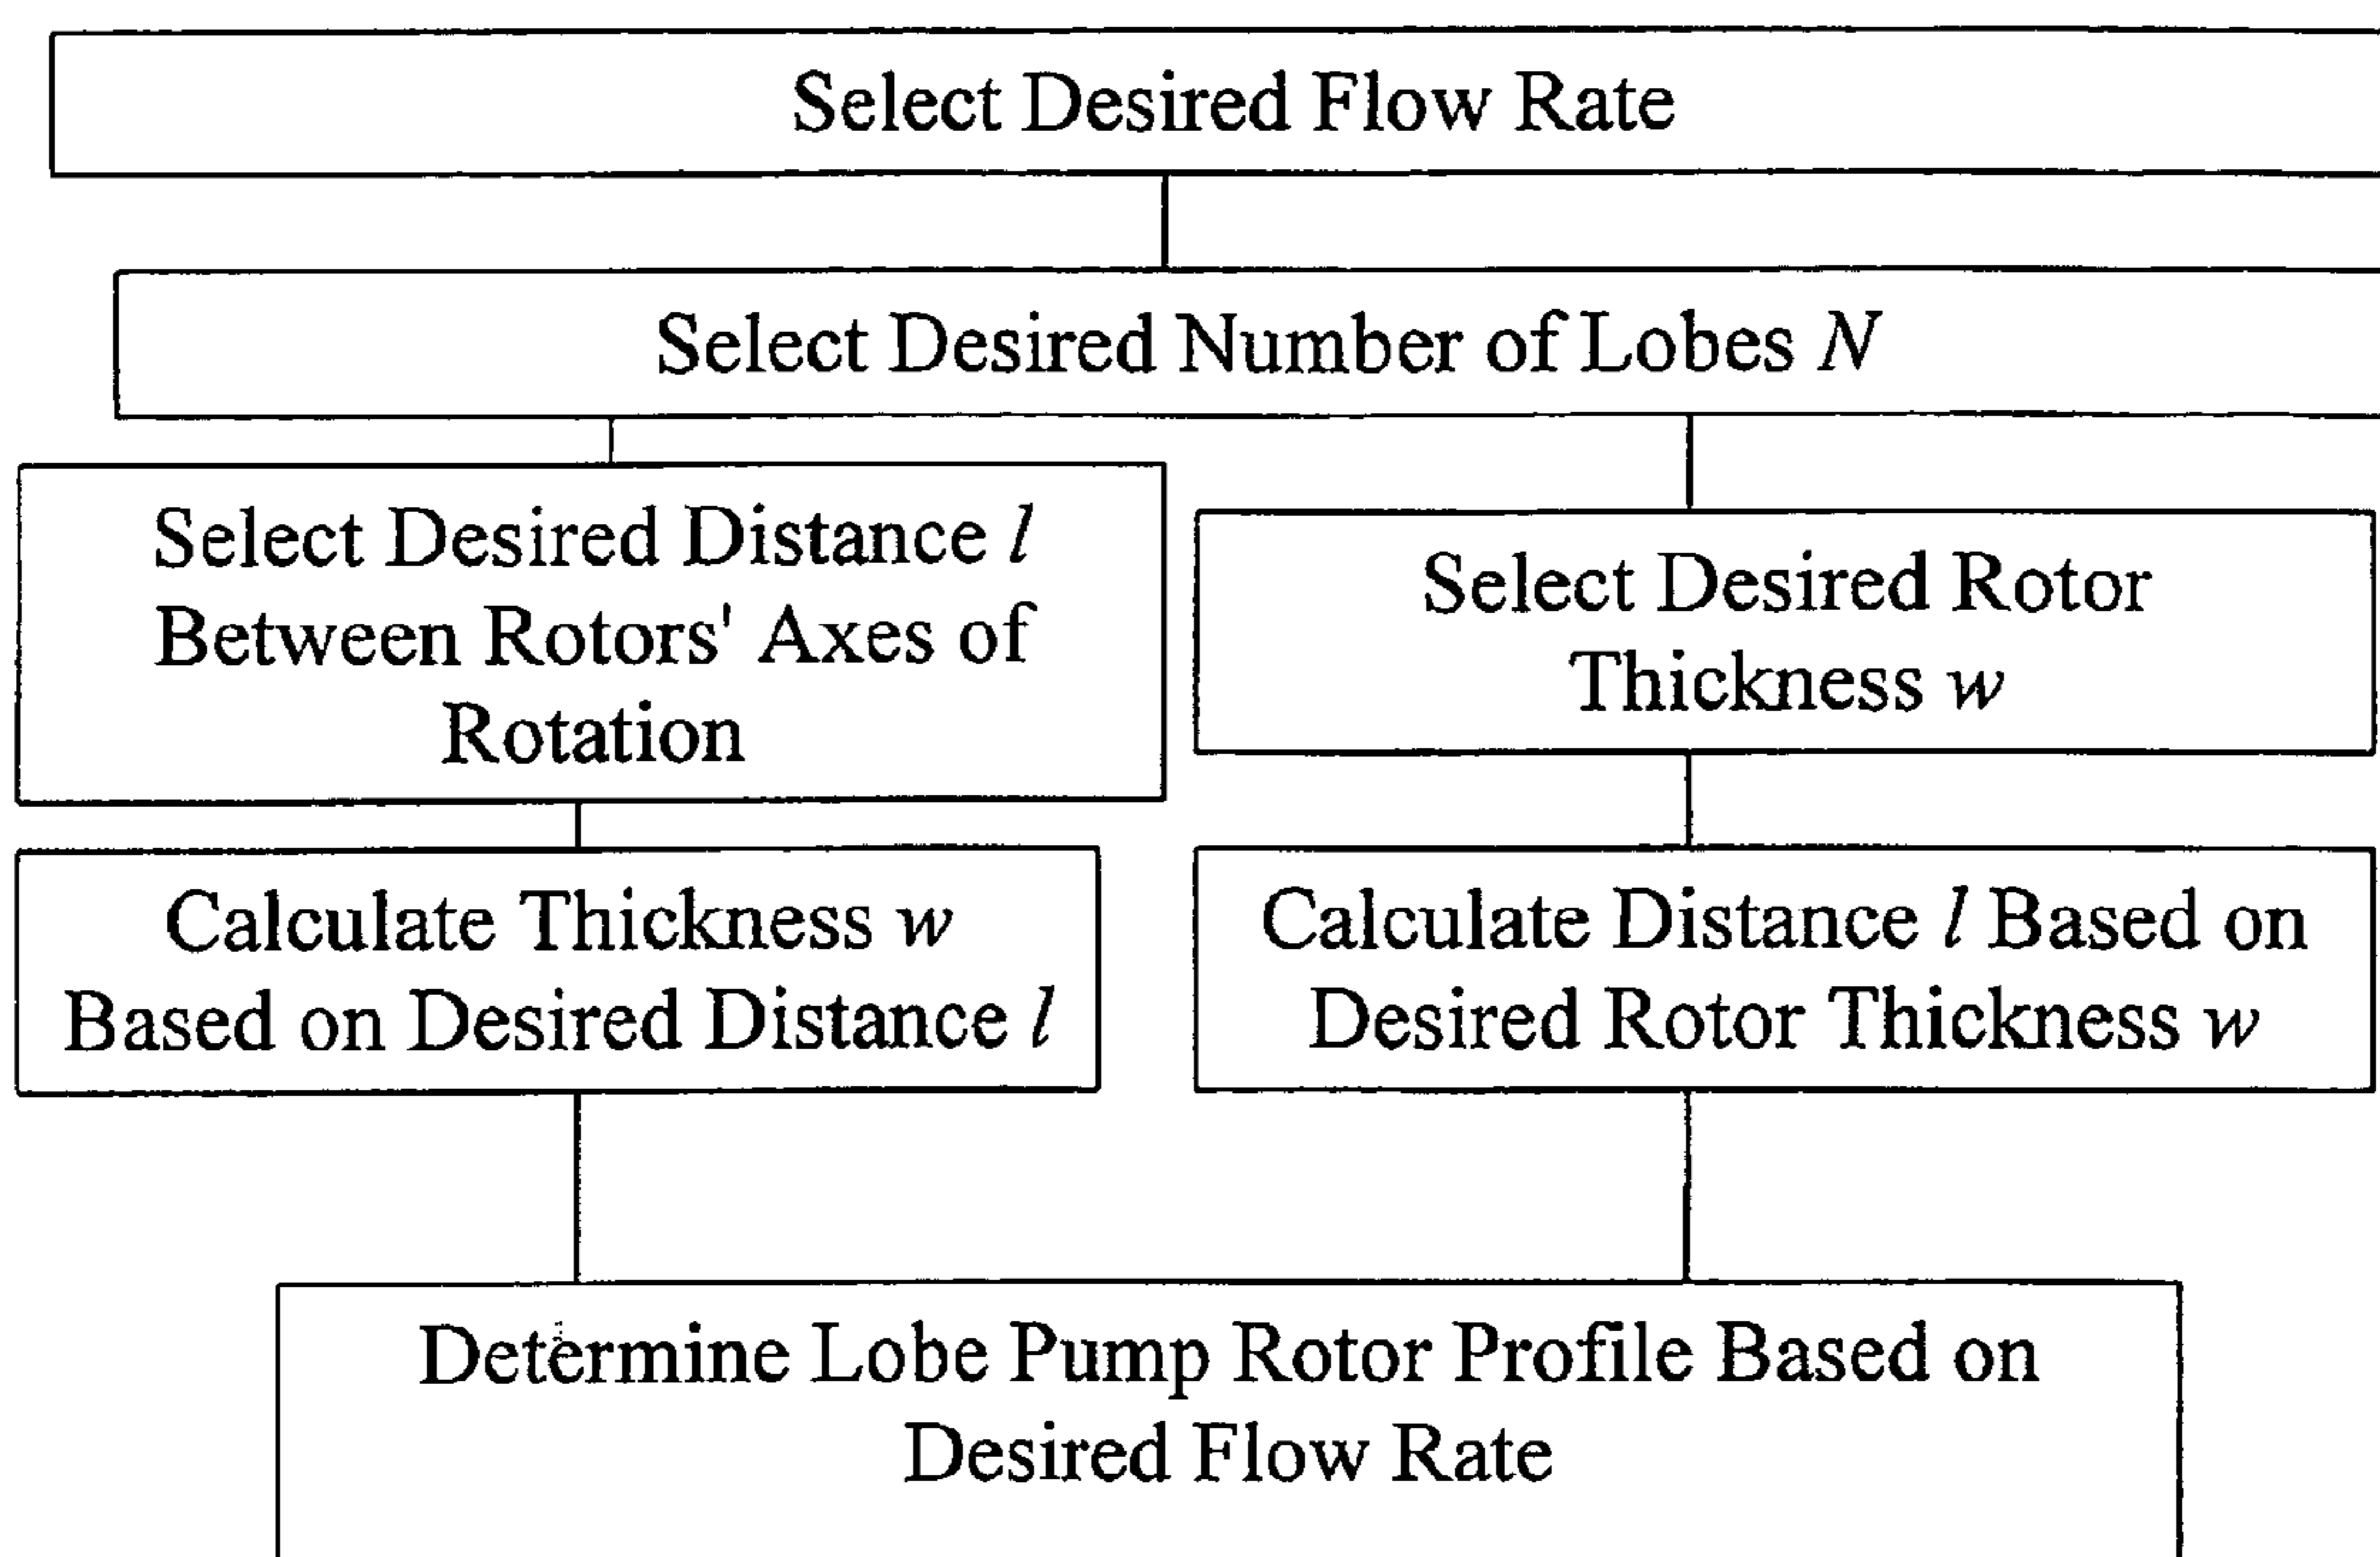 Select Desired Flow Rate
Select Desired Number of Lobes N
Select Desired Distance l
Between Rotors' Axes of
Rotation
Select Desired Rotor
Thickness w
Calculate Thickness w
Based on Desired Distance l
Calculate Distance l Based on
Desired Rotor Thickness w
Determine Lobe Pump Rotor Profile Based on
Desired Flow Rate